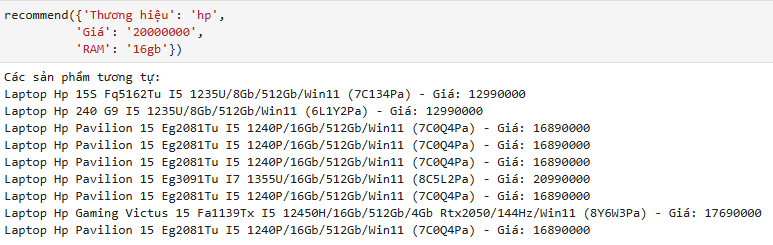 recommend({'Thương hiệu': 'hp',
'Giá': '20000000',
'RAM': '16gb'})
Các sản phẩm tương tự:
Laptop Hp 15S Fq5162Tu I5 1235U/8Gb/512Gb/Win11 (7C134Pa) - Giá: 12990000
Laptop Hp 240 G9 I5 1235U/8Gb/512Gb/Win11 (6L1Y2Pa) - Giá: 12990000
Laptop Hp Pavilion 15 Eg2081Tu I5 1240P/16Gb/512Gb/Win11 (7C0Q4Pa) - Giá: 16890000
Laptop Hp Pavilion 15 Eg2081Tu I5 1240P/16Gb/512Gb/Win11 (7C0Q4Pa) - Giá: 16890000
Laptop Hp Pavilion 15 Eg2081Tu I5 1240P/16Gb/512Gb/Win11 (7C0Q4Pa) - Giá: 16890000
Laptop Hp Pavilion 15 Eg3091Tu I7 1355U/16Gb/512Gb/Win11 (8C5L2Pa) - Giá: 20990000
Laptop Hp Pavilion 15 Eg2081Tu I5 1240P/16Gb/512Gb/Win11 (7C0Q4Pa) - Giá: 16890000
Laptop Hp Gaming Victus 15 Fa1139Tx I5 12450H/16Gb/512Gb/4Gb Rtx2050/144Hz/Win11 (8Y6W3Pa) - Giá: 17690000
Laptop Hp Pavilion 15 Eg2081Tu I5 1240P/16Gb/512Gb/Win11 (7C0Q4Pa) - Giá: 16890000